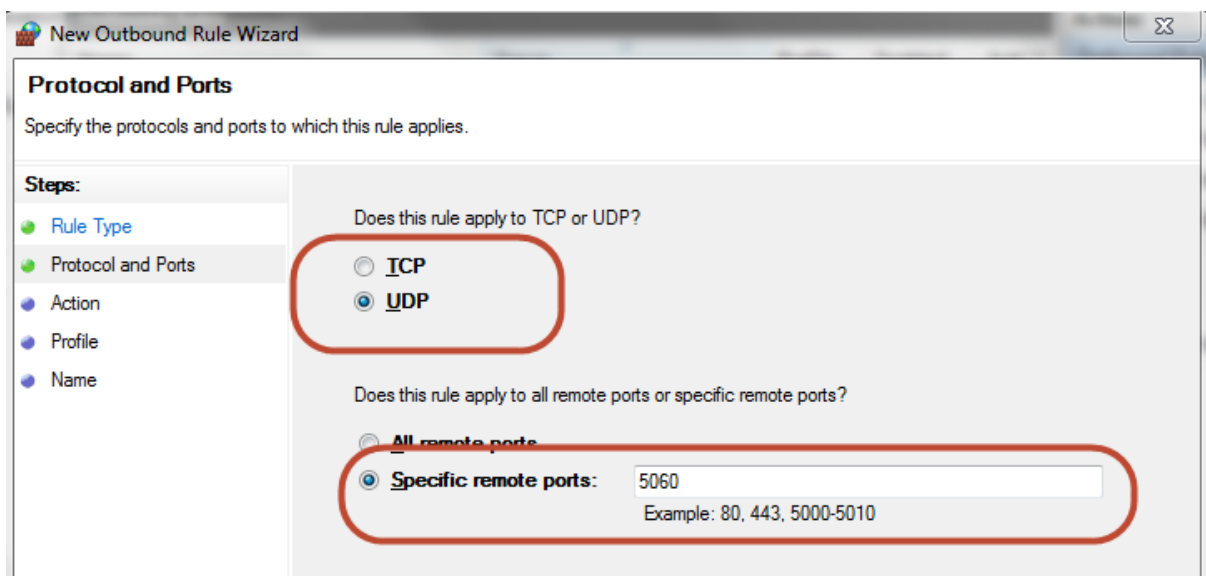 New Outbound Rule Wizard
Protocol and Ports
Specify the protocols and ports to which this rule applies.
Steps:
Rule Type
Protocol and Ports
Action
Profile
Name
Does this rule apply to TCP or UDP?
TCP
UDP
Does this rule apply to all remote ports or specific remote ports?
All remote ports
Specific remote ports: 5060
Example: 80, 443, 5000-5010